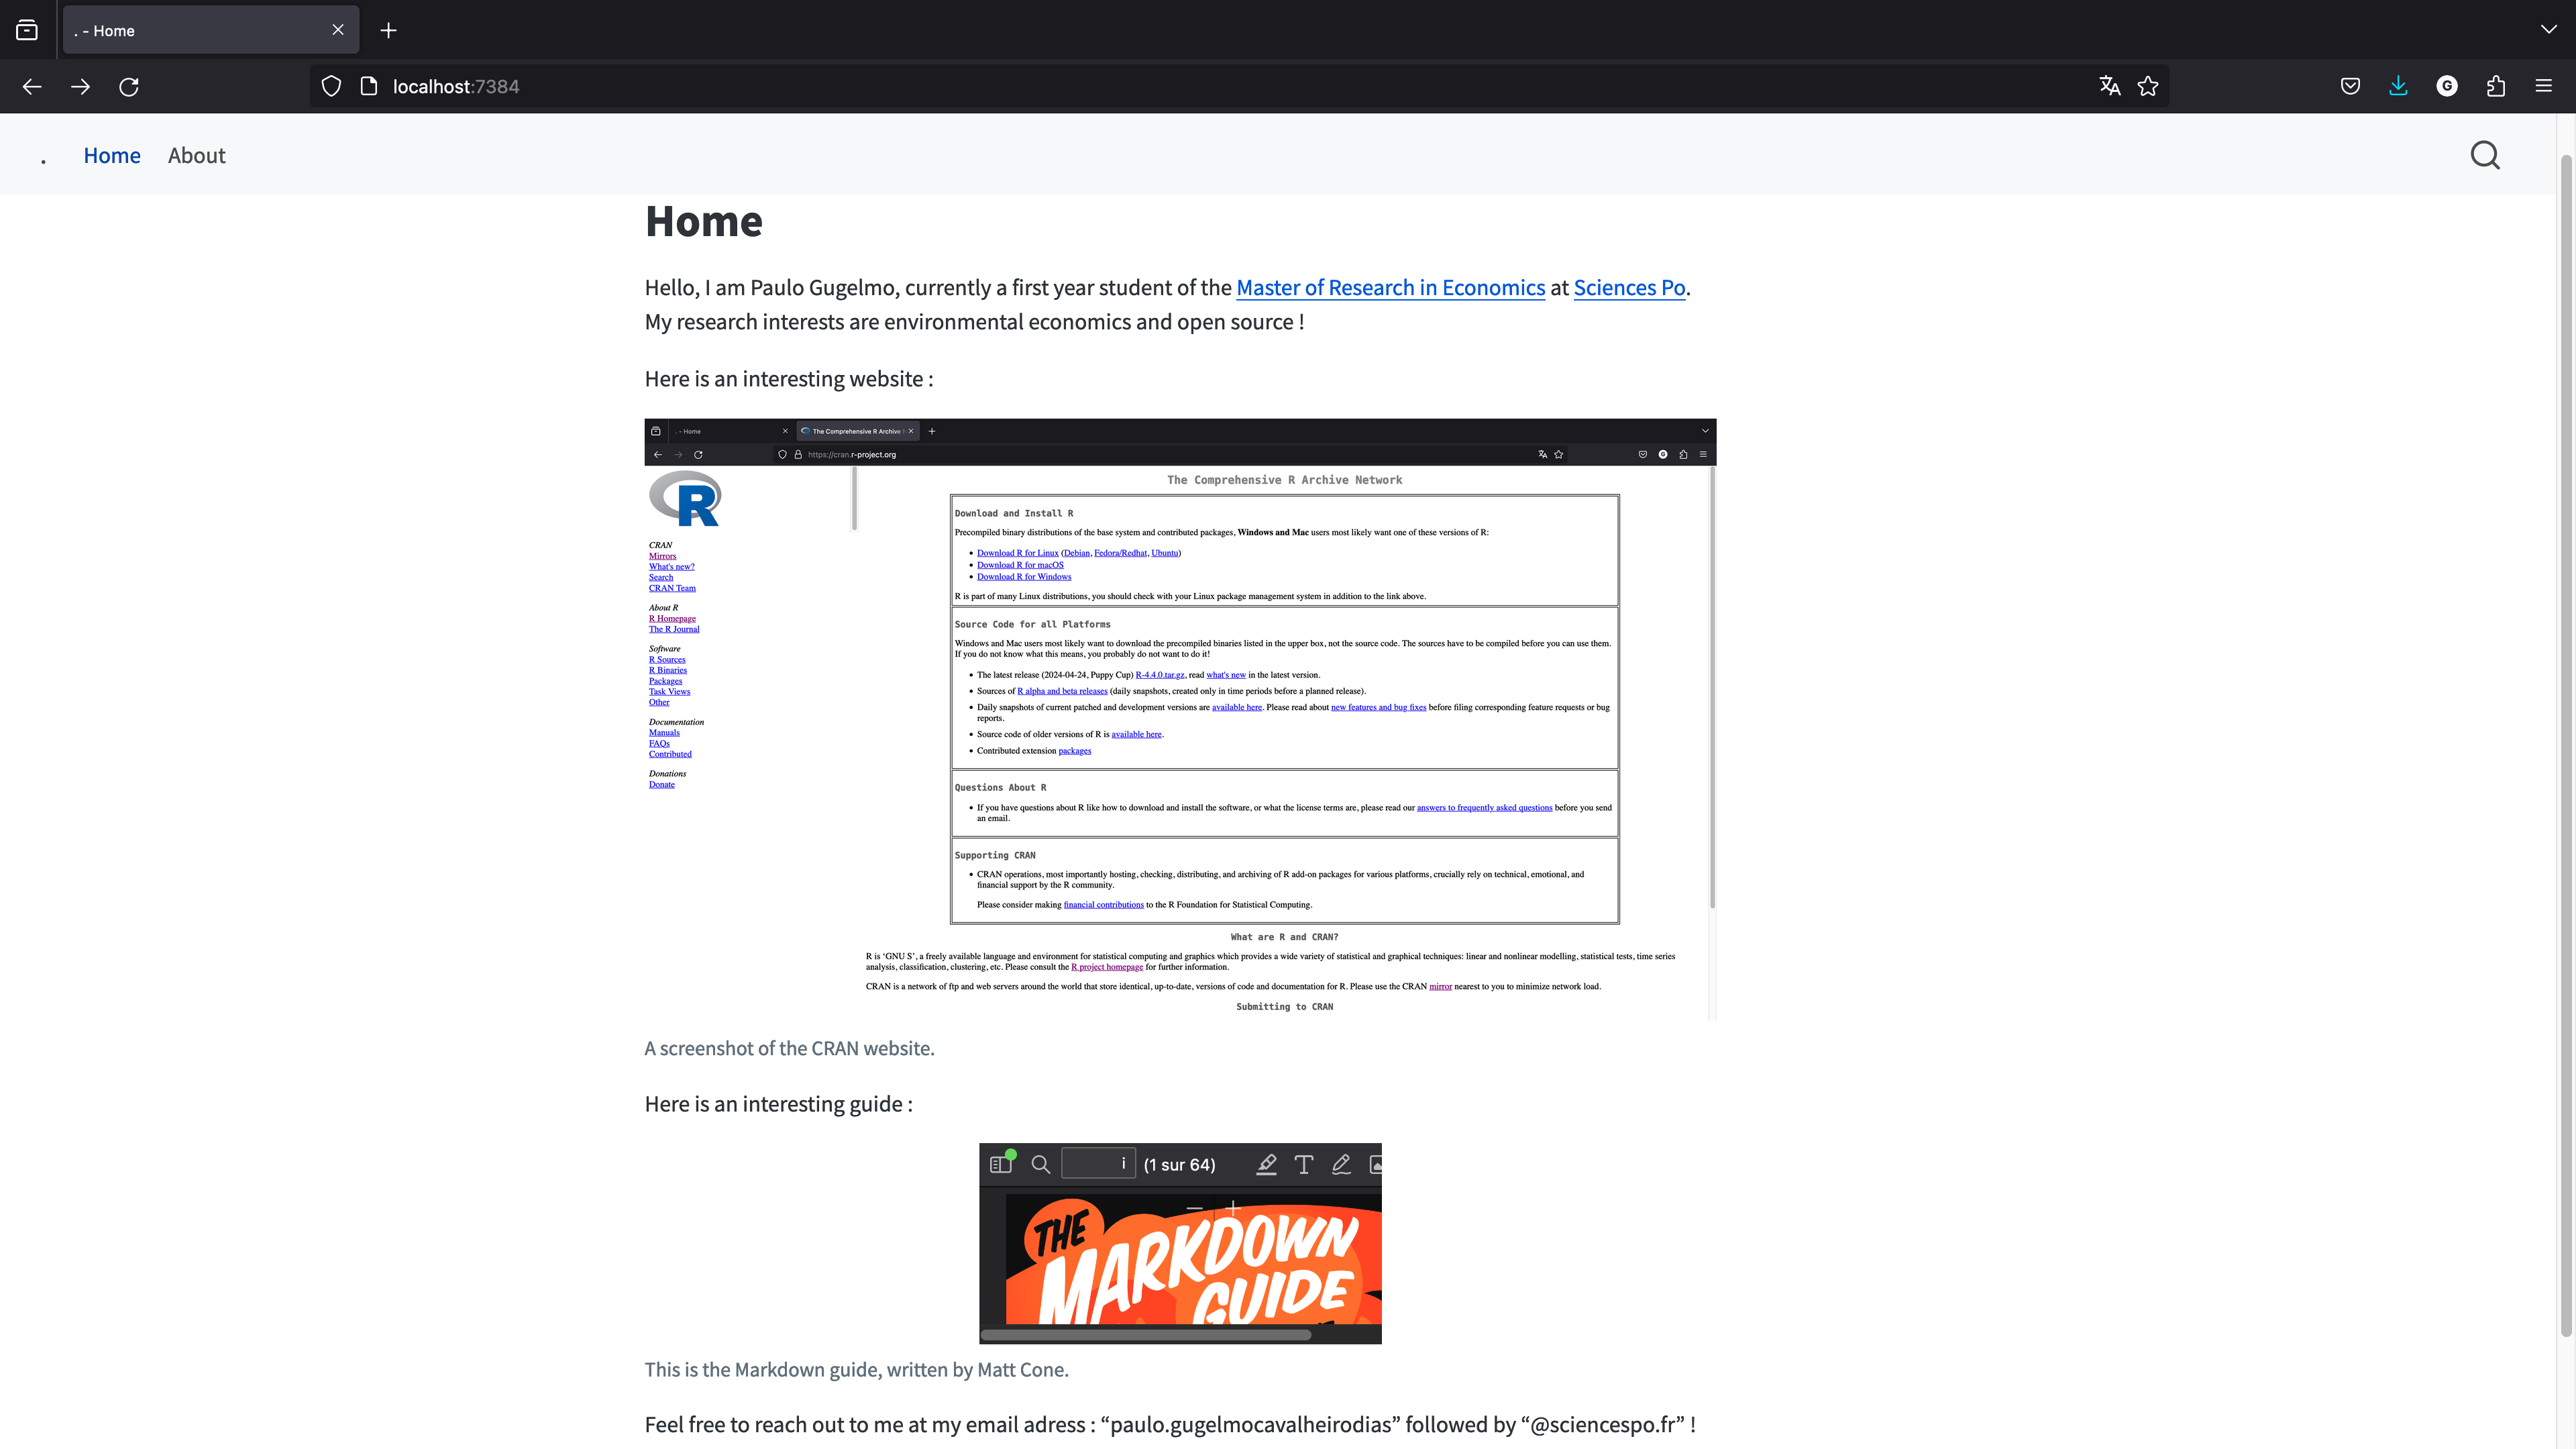 . - Home
localhost:7384
. Home About
Home
Hello, I am Paulo Gugelmo, currently a first year student of the Master of Research in Economics at Sciences Po.
My research interests are environmental economics and open source !
Here is an interesting website :
. - Home
The Comprehensive R Archive N
https://cran.r-project.org
R
CRAN
Mirrors
What's new?
Search
CRAN Team
About R
R Homepage
The R Journal
Software
R Sources
R Binaries
Packages
Task Views
Other
Documentation
Manuals
FAQs
Contributed
Donations
Donate
The Comprehensive R Archive Network
Download and Install R
Precompiled binary distributions of the base system and contributed packages, Windows and Mac users most likely want one of these versions of R:
• Download R for Linux (Debian, Fedora/Redhat, Ubuntu)
• Download R for macOS
• Download R for Windows
R is part of many Linux distributions, you should check with your Linux package management system in addition to the link above.
Source Code for all Platforms
Windows and Mac users most likely want to download the precompiled binaries listed in the upper box, not the source code. The sources have to be compiled before you can use them.
If you do not know what this means, you probably do not want to do it!
• The latest release (2024-04-24, Puppy Cup) R-4.4.0.tar.gz, read what's new in the latest version.
• Sources of R alpha and beta releases (daily snapshots, created only in time periods before a planned release).
• Daily snapshots of current patched and development versions are available here. Please read about new features and bug fixes before filing corresponding feature requests or bug
reports.
• Source code of older versions of R is available here.
• Contributed extension packages
Questions About R
• If you have questions about R like how to download and install the software, or what the license terms are, please read our answers to frequently asked questions before you send
an email.
Supporting CRAN
• CRAN operations, most importantly hosting, checking, distributing, and archiving of R add-on packages for various platforms, crucially rely on technical, emotional, and
financial support by the R community.
Please consider making financial contributions to the R Foundation for Statistical Computing.
What are R and CRAN?
R is ‘GNU S’, a freely available language and environment for statistical computing and graphics which provides a wide variety of statistical and graphical techniques: linear and nonlinear modelling, statistical tests, time series
analysis, classification, clustering, etc. Please consult the R project homepage for further information.
CRAN is a network of ftp and web servers around the world that store identical, up-to-date, versions of code and documentation for R. Please use the CRAN mirror nearest to you to minimize network load.
Submitting to CRAN
A screenshot of the CRAN website.
Here is an interesting guide :
i (1 sur 64)
THE
MARKDOWN
GUIDE
This is the Markdown guide, written by Matt Cone.
Feel free to reach out to me at my email adress : “paulo.gugelmocavalheirodias” followed by “@sciencespo.fr” !